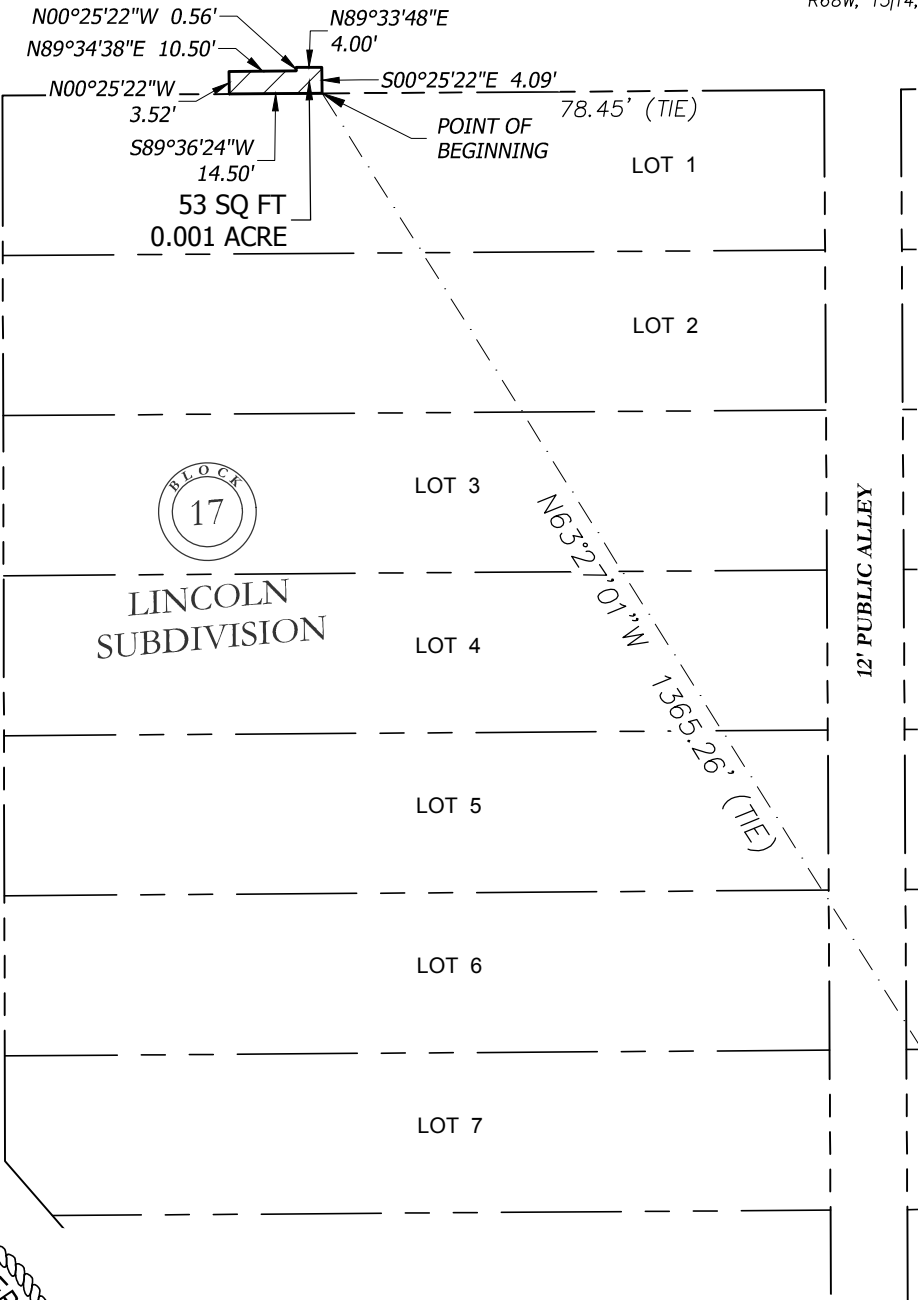 R68W, T3/T4,
N00°25'22"W 0.56'
N89°33'48"E
4.00'
N89°34'38"E 10.50'
N00°25'22"W
3.52'
S00°25'22"E 4.09'
78.45' (TIE)
POINT OF
BEGINNING
S89°36'24"W
14.50'
53 SQ FT
0.001 ACRE
LOT 1
LOT 2
LOT 3
BLOCK
17
LINCOLN
SUBDIVISION
N63°27'01"W 1365.26' (TIE)
12' PUBLIC ALLEY
LOT 4
LOT 5
LOT 6
LOT 7